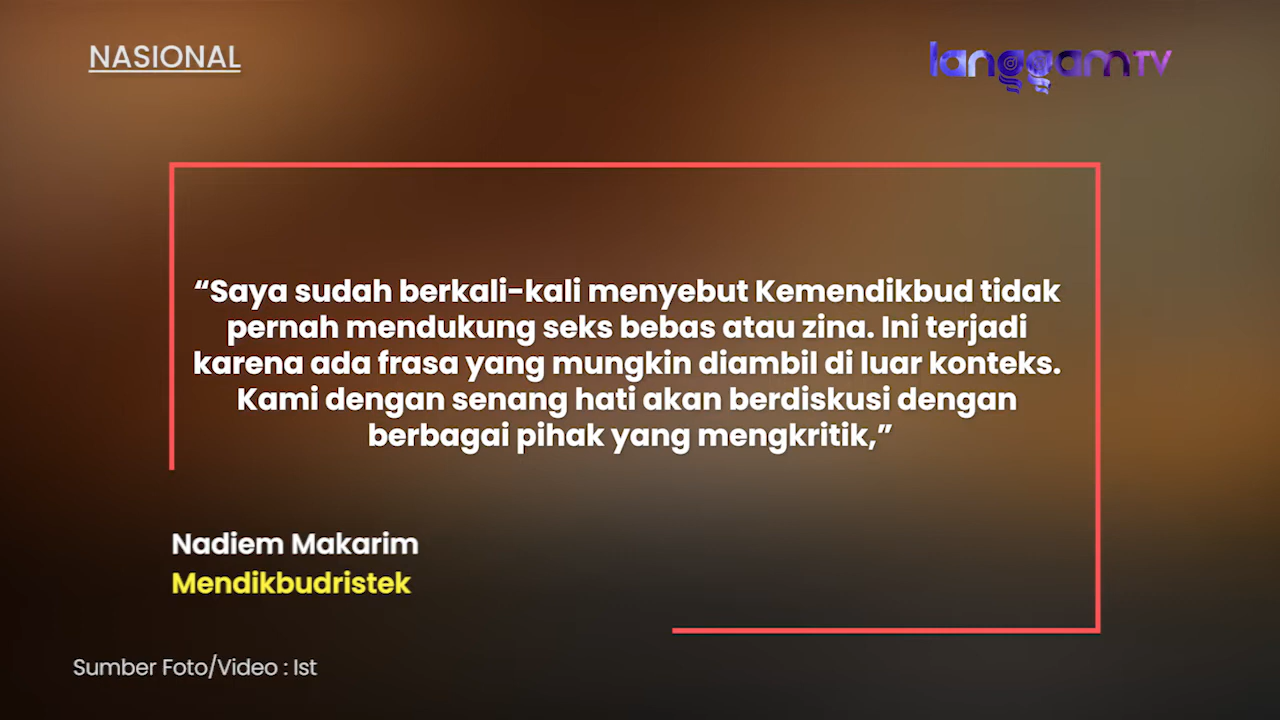 NASIONAL
langgamTV
“Saya sudah berkali-kali menyebut Kemendikbud tidak
pernah mendukung seks bebas atau zina. Ini terjadi
karena ada frasa yang mungkin diambil di luar konteks.
Kami dengan senang hati akan berdiskusi dengan
berbagai pihak yang mengkritik,”
Nadiem Makarim
Mendikbudristek
Sumber Foto/Video : Ist